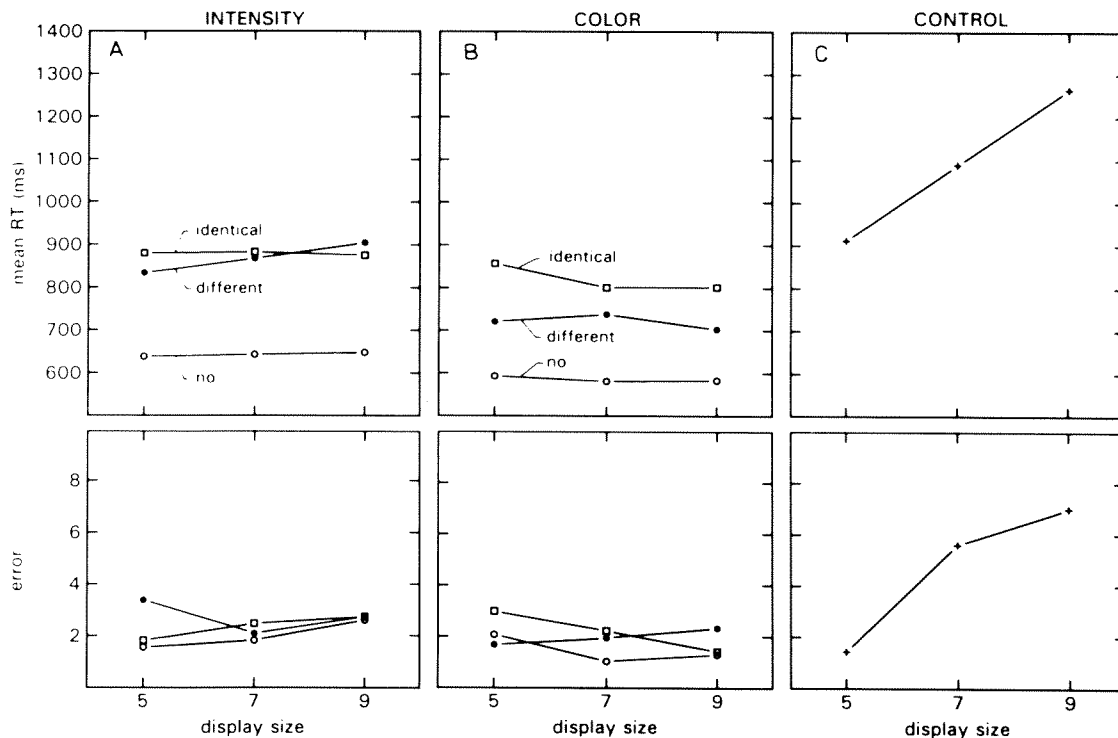 INTENSITY
COLOR
CONTROL
A
B
C
1400
1300
1200
1100
1000
900
800
700
600
mean RT (ms)
identical
different
no
identical
different
no
8
6
4
2
error
5 7 9
5 7 9
5 7 9
display size
display size
display size